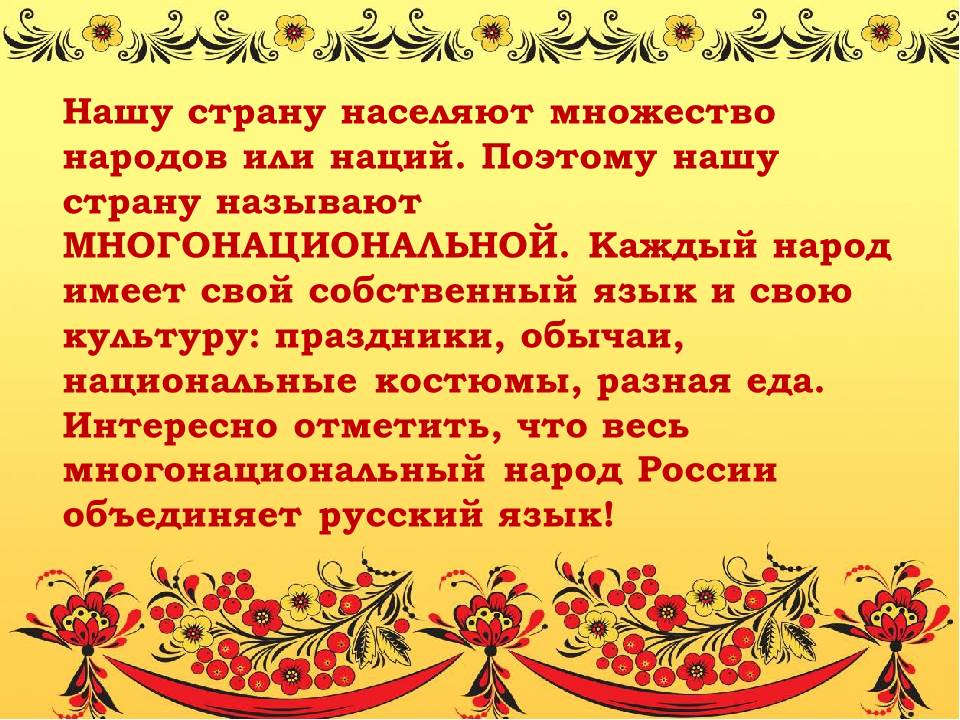 Нашу страну населяют множество
народов или наций. Поэтому нашу
страну называют
МНОГОНАЦИОНАЛЬНОЙ. Каждый народ
имеет свой собственный язык и свою
культуру: праздники, обычаи,
национальные костюмы, разная еда.
Интересно отметить, что весь
многонациональный народ России
объединяет русский язык!